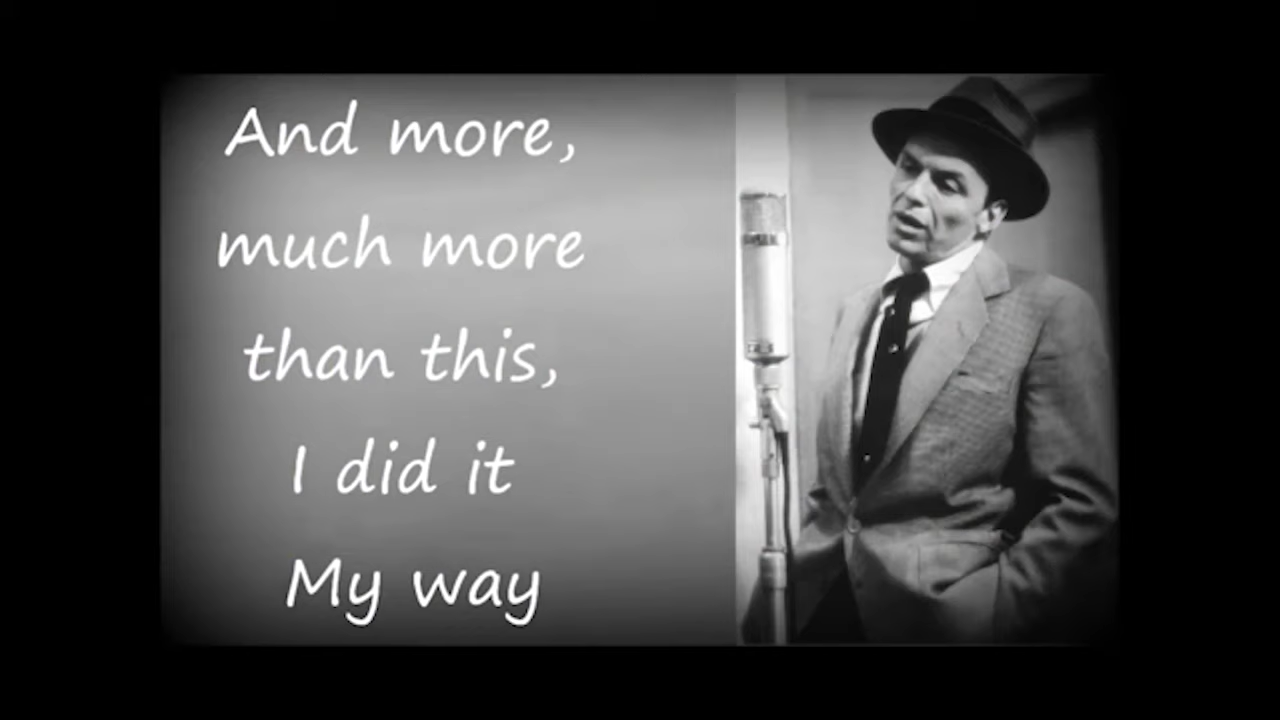 And more,
much more
than this,
I did it
My way